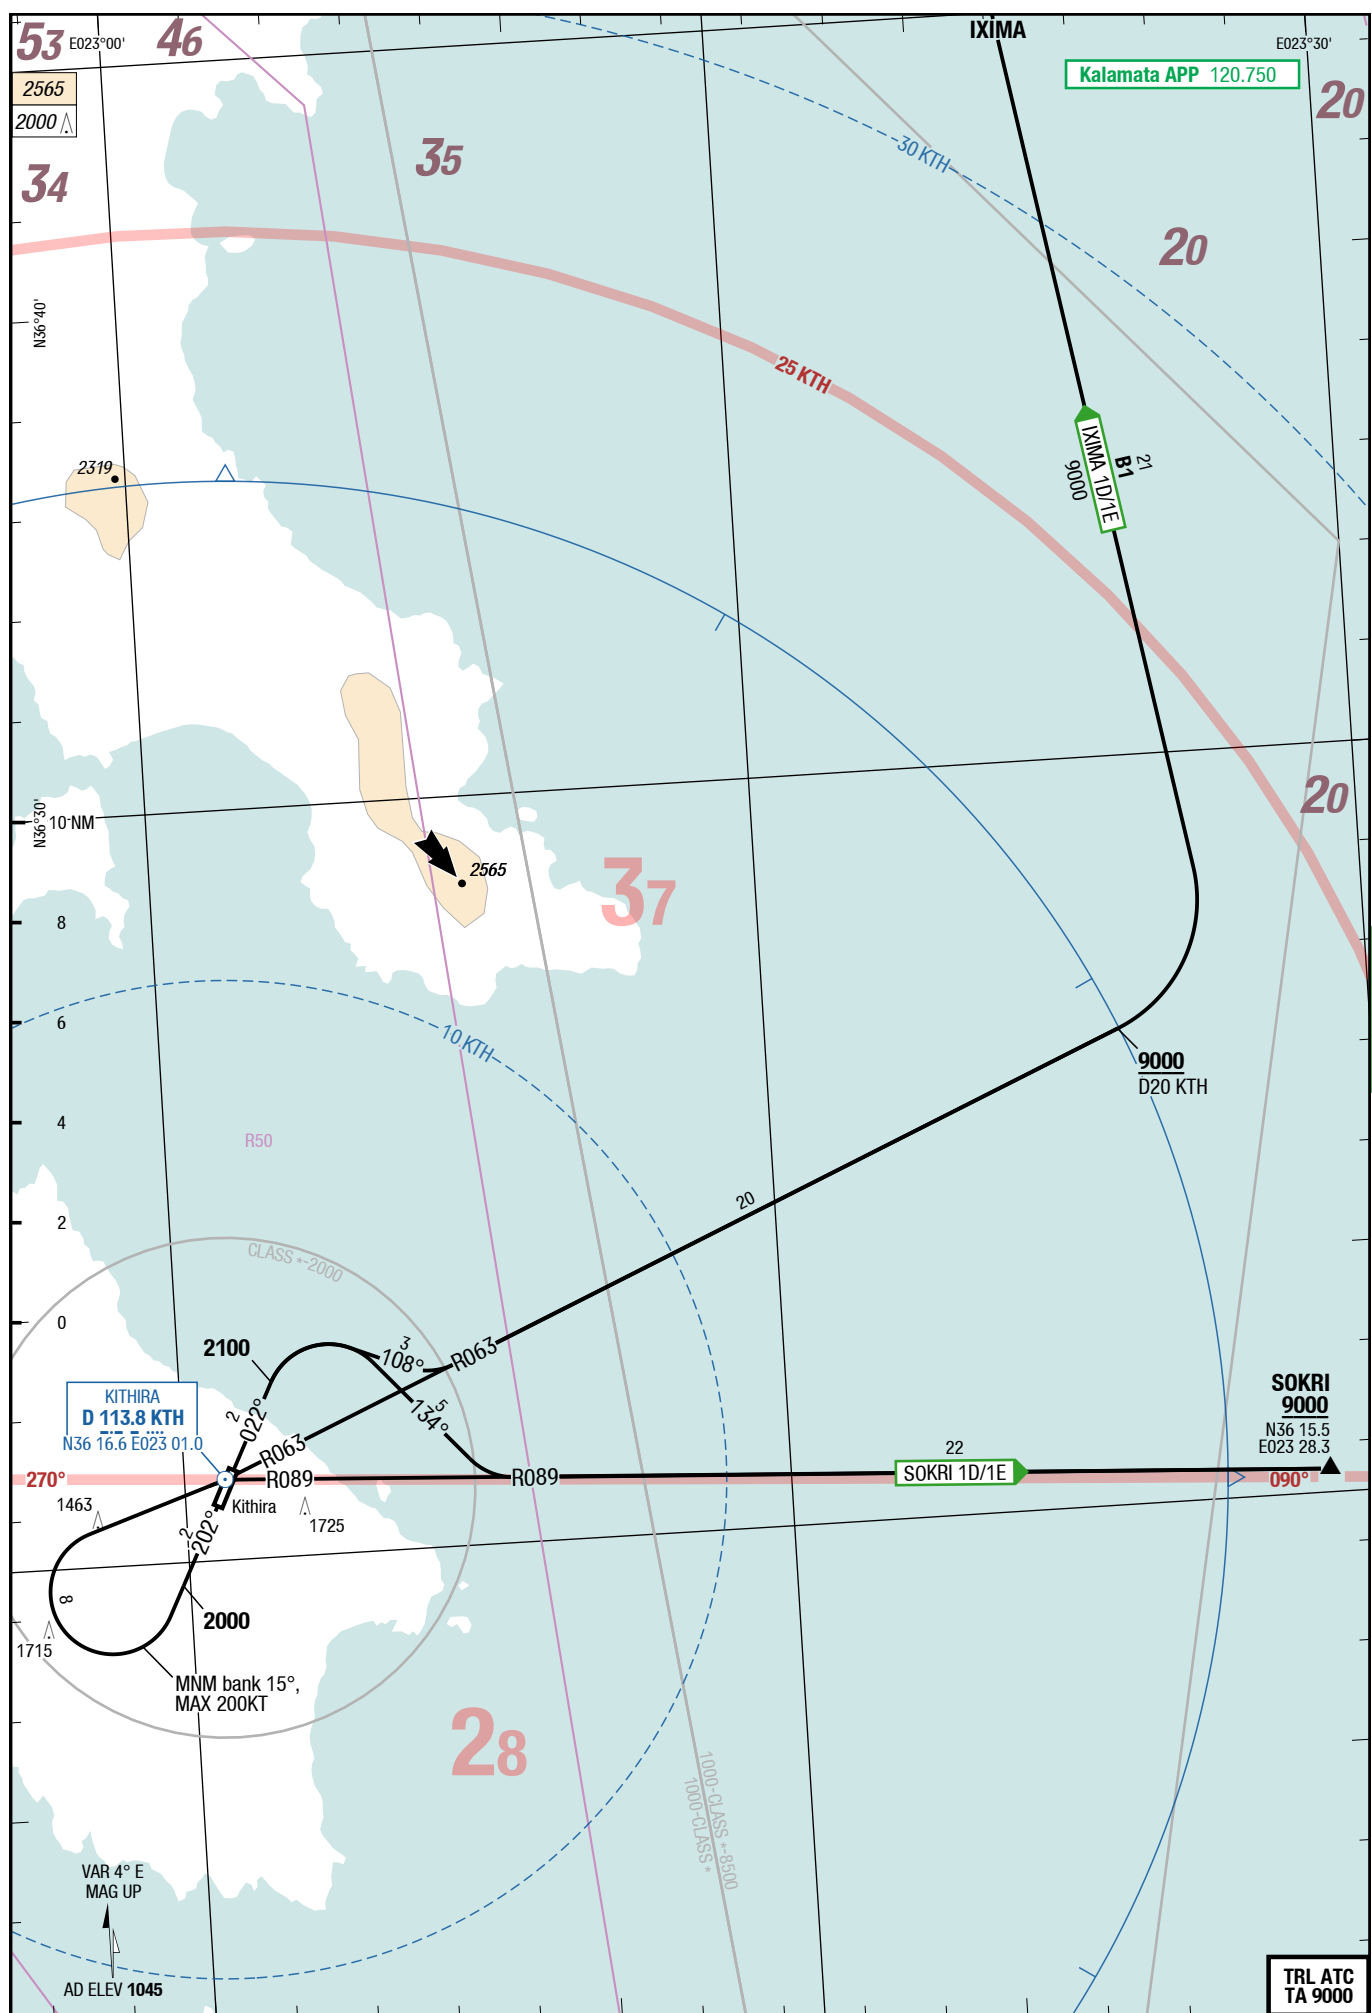 53
E023°00'
46
IXIMA
E023°30'
Kalamata APP 120.750
2565
2000
20
34
35
30 KTH
20
N36°40'
25 KTH
2319
21
B1
IXIMA 1D/1E
9000
20
N36°30'
10 NM
2565
37
8
6
10 KTH
9000
D20 KTH
4
R50
2
20
CLASS *-2000
0
2100
3
108°
R063
KITHIRA
D 113.8 KTH
N36 16.6 E023 01.0
2
022°
5
134°
SOKRI
9000
N36 15.5
E023 28.3
R063
22
270°
R089
R089
SOKRI 1D/1E
090°
1463
Kithira
1725
2
202°
8
2000
1715
MNM bank 15°,
MAX 200KT
28
1000-CLASS *-8500
1000-CLASS *
VAR 4° E
MAG UP
AD ELEV 1045
TRL ATC
TA 9000